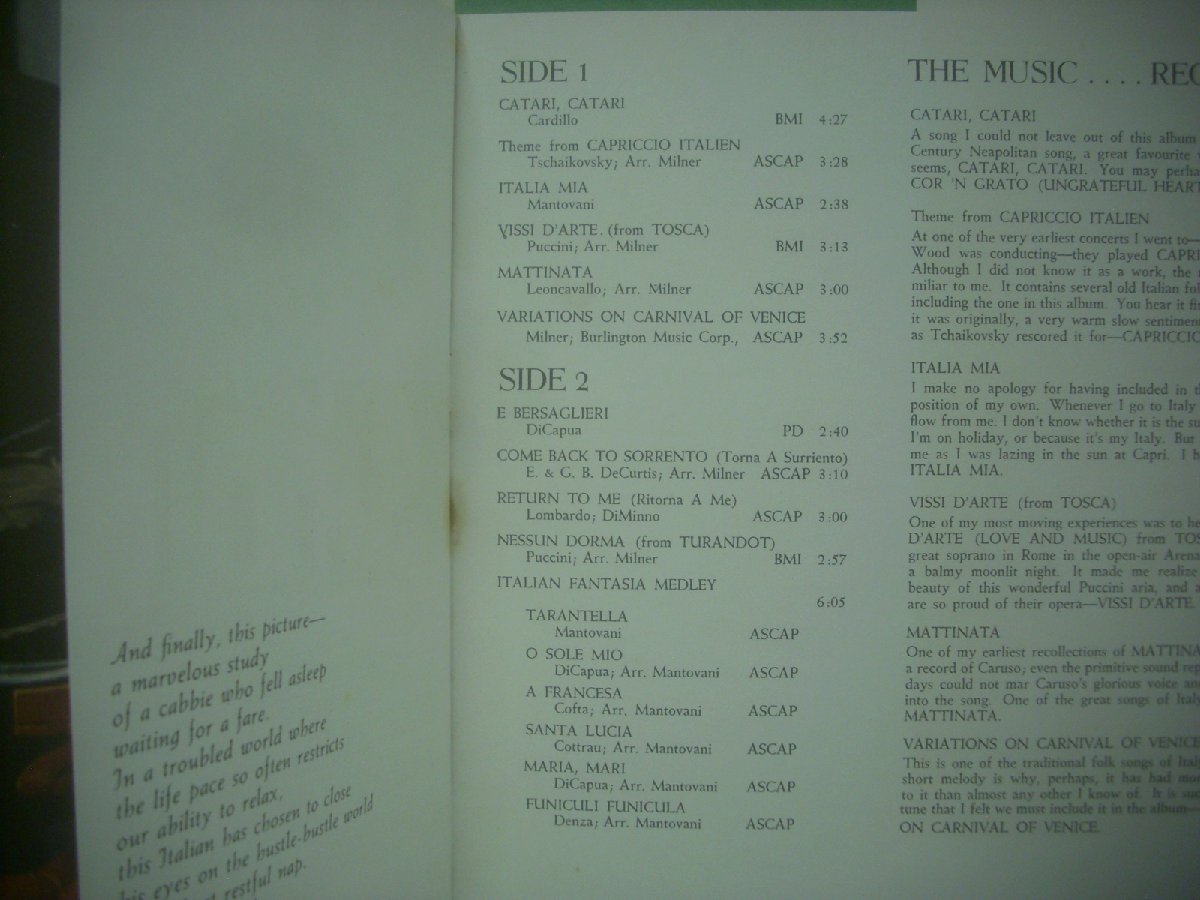 And finally, this picture—
a marvelous study
of a cabbie who fell asleep
waiting for a fare.
In a troubled world where
the life pace so often restricts
our ability to relax,
this Italian has chosen to close
his eyes on the hustle-bustle world
restful nap.
SIDE 1
CATARI, CATARI
Cardillo BMI 4:27
Theme from CAPRICCIO ITALIEN
Tschaikovsky; Arr. Milner ASCAP 3:28
ITALIA MIA
Mantovani ASCAP 2:38
VISSI D'ARTE. (from TOSCA)
Puccini; Arr. Milner BMI 3:13
MATTINATA
Leoncavallo; Arr. Milner ASCAP 3:00
VARIATIONS ON CARNIVAL OF VENICE
Milner; Burlington Music Corp., ASCAP 3:52
SIDE 2
E BERSAGLIERI
DiCapua PD 2:40
COME BACK TO SORRENTO (Torna A Surriento)
E. & G. B. DeCurtis; Arr. Milner ASCAP 3:10
RETURN TO ME (Ritorna A Me)
Lombardo; DiMinno ASCAP 3:00
NESSUN DORMA (from TURANDOT)
Puccini; Arr. Milner BMI 2:57
ITALIAN FANTASIA MEDLEY
6:05
TARANTELLA
Mantovani ASCAP
O SOLE MIO
DiCapua; Arr. Mantovani ASCAP
A FRANCESA
Cofta; Arr. Mantovani ASCAP
SANTA LUCIA
Cottrau; Arr. Mantovani ASCAP
MARIA, MARI
DiCapua; Arr. Mantovani ASCAP
FUNICULI FUNICULA
Denza; Arr. Mantovani ASCAP
THE MUSIC .... REC
CATARI, CATARI
A song I could not leave out of this album
Century Neapolitan song, a great favourite
seems, CATARI, CATARI. You may perha
COR 'N GRATO (UNGRATEFUL HEART
Theme from CAPRICCIO ITALIEN
At one of the very earliest concerts I went to—
Wood was conducting—they played CAPRI
Although I did not know it as a work, the
miliar to me. It contains several old Italian fol
including the one in this album. You hear it fi
it was originally, a very warm slow sentimen
as Tchaikovsky rescored it for—CAPRICCIO
ITALIA MIA
I make no apology for having included in th
position of my own. Whenever I go to Italy
flow from me. I don't know whether it is the su
I'm on holiday, or because it's my Italy. But
me as I was lazing in the sun at Capri. I h
ITALIA MIA.
VISSI D'ARTE (from TOSCA)
One of my most moving experiences was to he
D'ARTE (LOVE AND MUSIC) from TOS
great soprano in Rome in the open-air Arena
a balmy moonlit night. It made me realize
beauty of this wonderful Puccini aria, and
are so proud of their opera—VISSI D'ARTE.
MATTINATA
One of my earliest recollections of MATTINA
a record of Caruso; even the primitive sound rep
days could not mar Caruso's glorious voice and
into the song. One of the great songs of Italy
MATTINATA.
VARIATIONS ON CARNIVAL OF VENICE
This is one of the traditional folk songs of Italy
short melody is why, perhaps, it has had mo
to it than almost any other I know of. It is suc
tune that I felt we must include it in the album—
ON CARNIVAL OF VENICE.